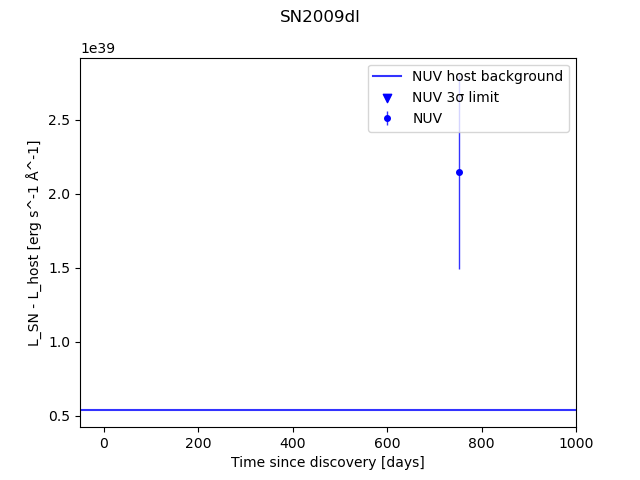 SN2009dl
1e39
NUV host background
NUV 3σ limit
NUV
2.5
2.0
1.5
1.0
0.5
L_SN - L_host [erg s^-1 Å^-1]
0 200 400 600 800 1000
Time since discovery [days]